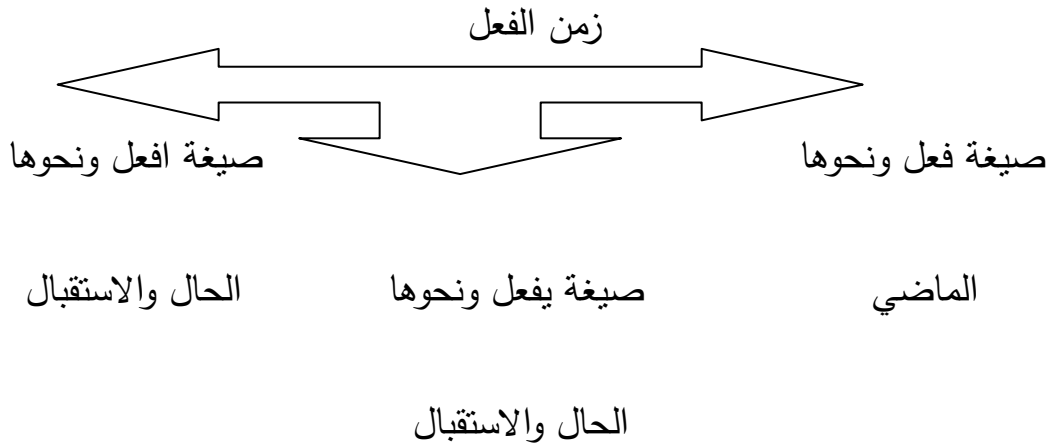 زمن الفعل
صيغة فعل ونحوها
صيغة افعل ونحوها
الماضي
صيغة يفعل ونحوها
الحال والاستقبال
الحال والاستقبال